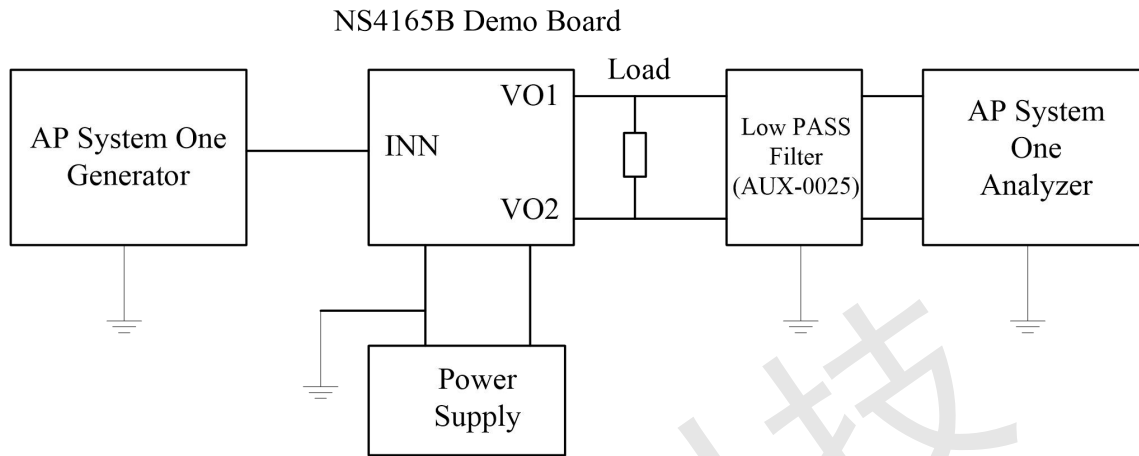 NS4165B Demo Board
AP System One
Generator
INN
VO1
VO2
Load
Low PASS
Filter
(AUX-0025)
AP System
One
Analyzer
Power
Supply
技